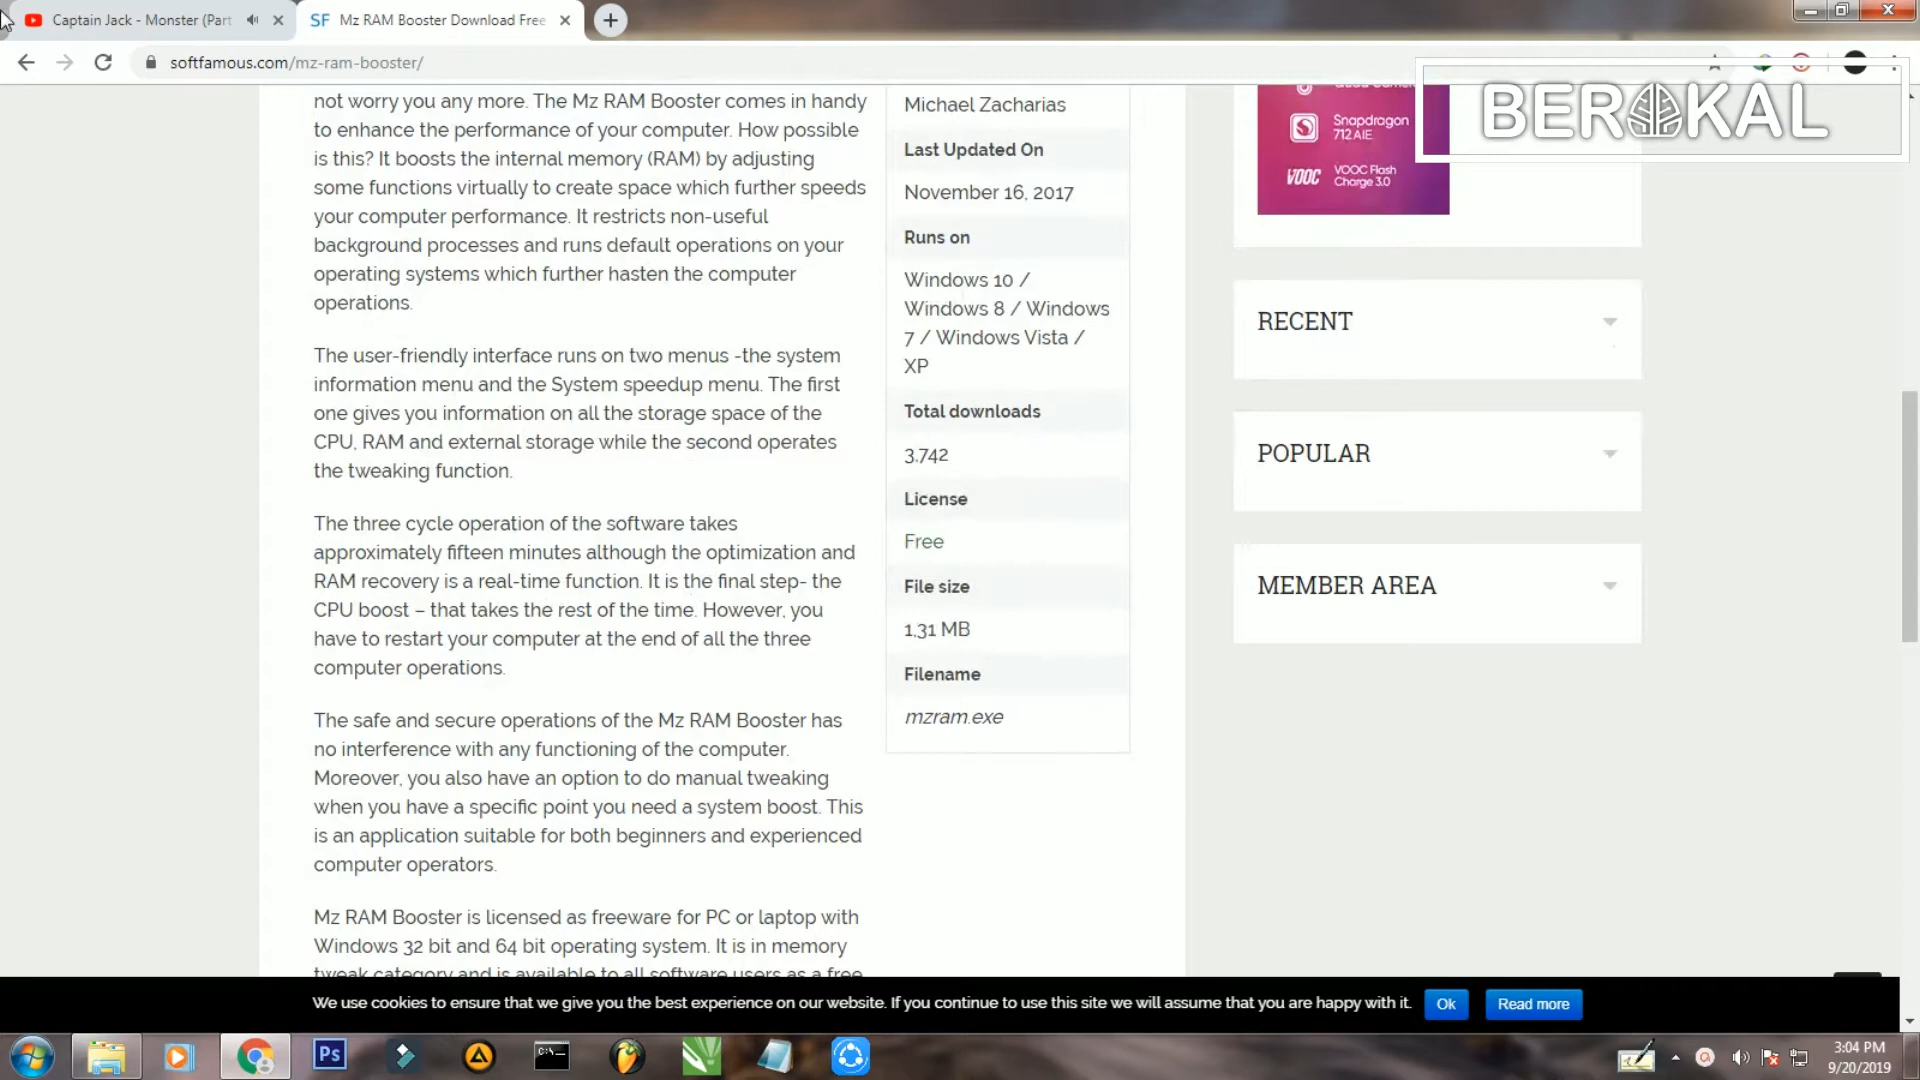 Captain Jack - Monster (Part
SF Mz RAM Booster Download Free
softfamous.com/mz-ram-booster/
BEROKAL
not worry you any more. The Mz RAM Booster comes in handy
to enhance the performance of your computer. How possible
is this? It boosts the internal memory (RAM) by adjusting
some functions virtually to create space which further speeds
your computer performance. It restricts non-useful
background processes and runs default operations on your
operating systems which further hasten the computer
operations.
The user-friendly interface runs on two menus -the system
information menu and the System speedup menu. The first
one gives you information on all the storage space of the
CPU, RAM and external storage while the second operates
the tweaking function.
The three cycle operation of the software takes
approximately fifteen minutes although the optimization and
RAM recovery is a real-time function. It is the final step- the
CPU boost – that takes the rest of the time. However, you
have to restart your computer at the end of all the three
computer operations.
The safe and secure operations of the Mz RAM Booster has
no interference with any functioning of the computer.
Moreover, you also have an option to do manual tweaking
when you have a specific point you need a system boost. This
is an application suitable for both beginners and experienced
computer operators.
Mz RAM Booster is licensed as freeware for PC or laptop with
Windows 32 bit and 64 bit operating system. It is in memory
tweak category and is available to all software users as a free
Michael Zacharias
Last Updated On
November 16, 2017
Runs on
Windows 10 /
Windows 8 / Windows
7 / Windows Vista /
XP
Total downloads
3,742
License
Free
File size
1.31 MB
Filename
mzram.exe
Snapdragon
712 AIE
VOOC VOOC Flash
Charge 3.0
RECENT
POPULAR
MEMBER AREA
We use cookies to ensure that we give you the best experience on our website. If you continue to use this site we will assume that you are happy with it.
Ok
Read more
Ps
C:\-
3:04 PM
9/20/2019